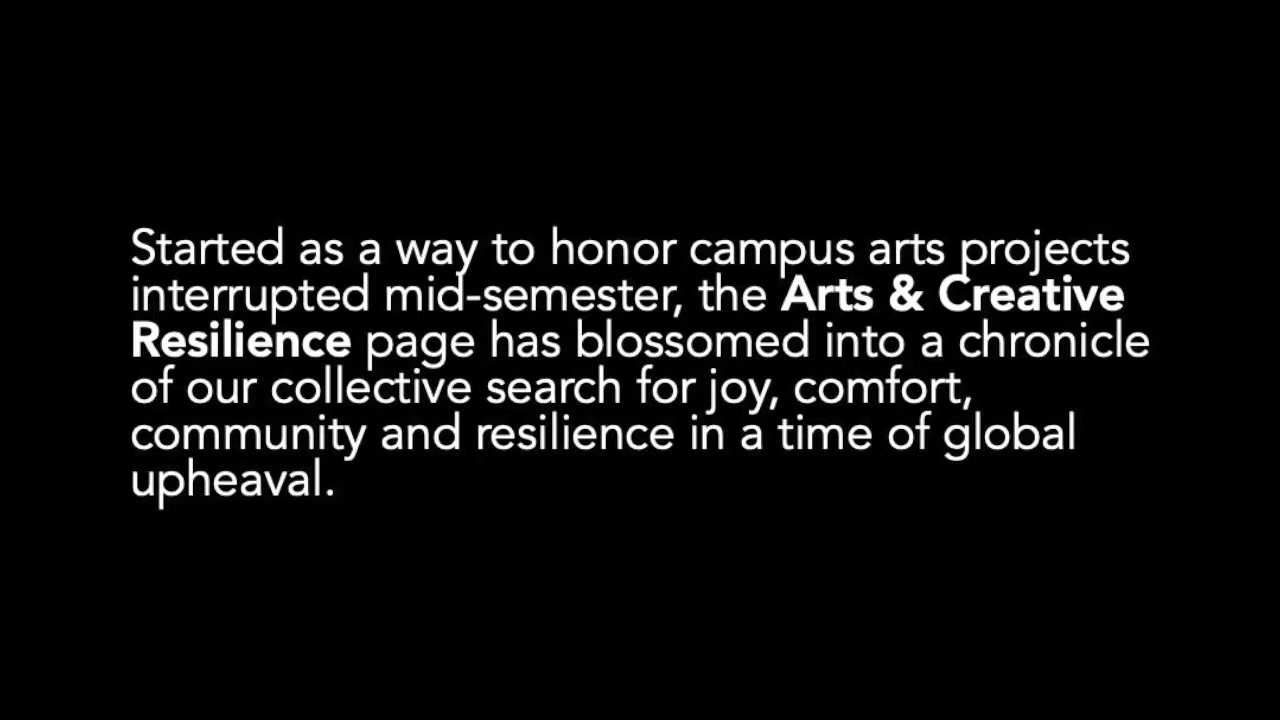 Started as a way to honor campus arts projects
interrupted mid-semester, the Arts & Creative
Resilience page has blossomed into a chronicle
of our collective search for joy, comfort,
community and resilience in a time of global
upheaval.